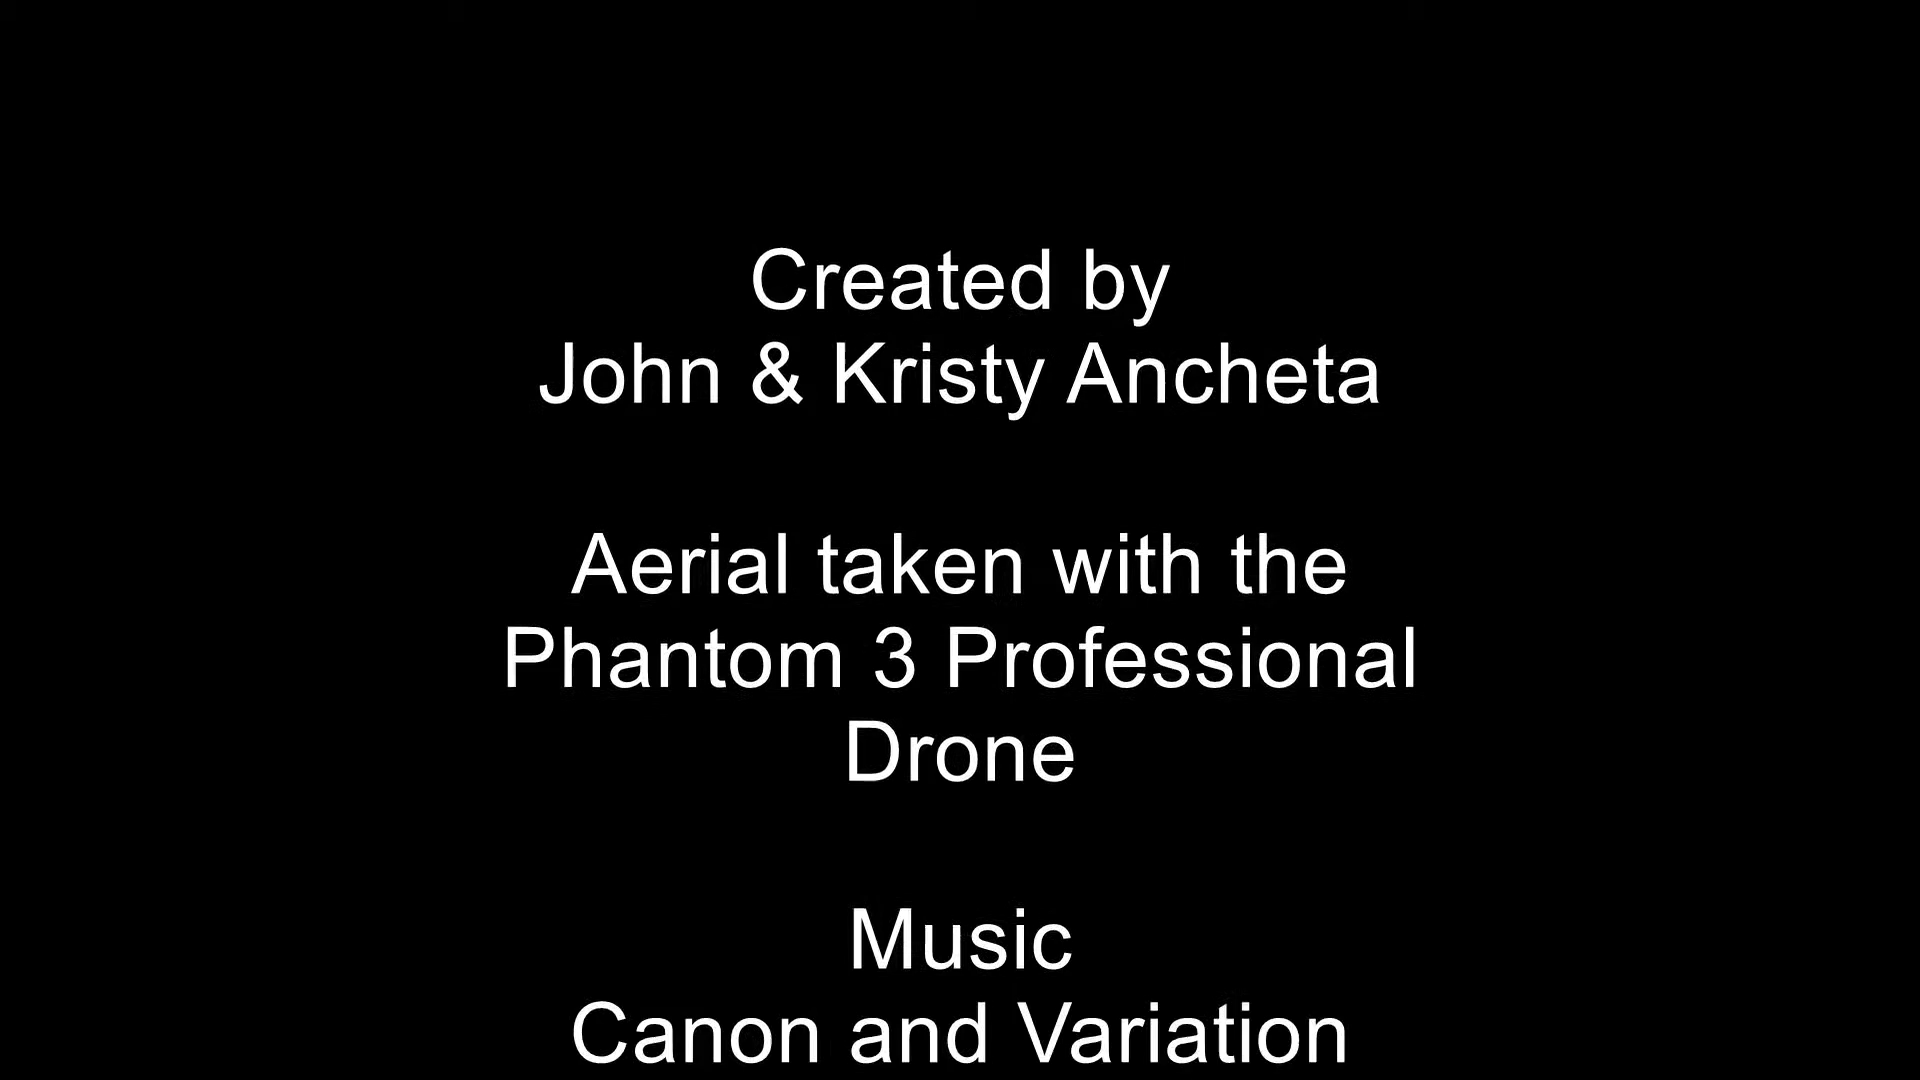 Created by
John & Kristy Ancheta
Aerial taken with the
Phantom 3 Professional
Drone
Music
Canon and Variation